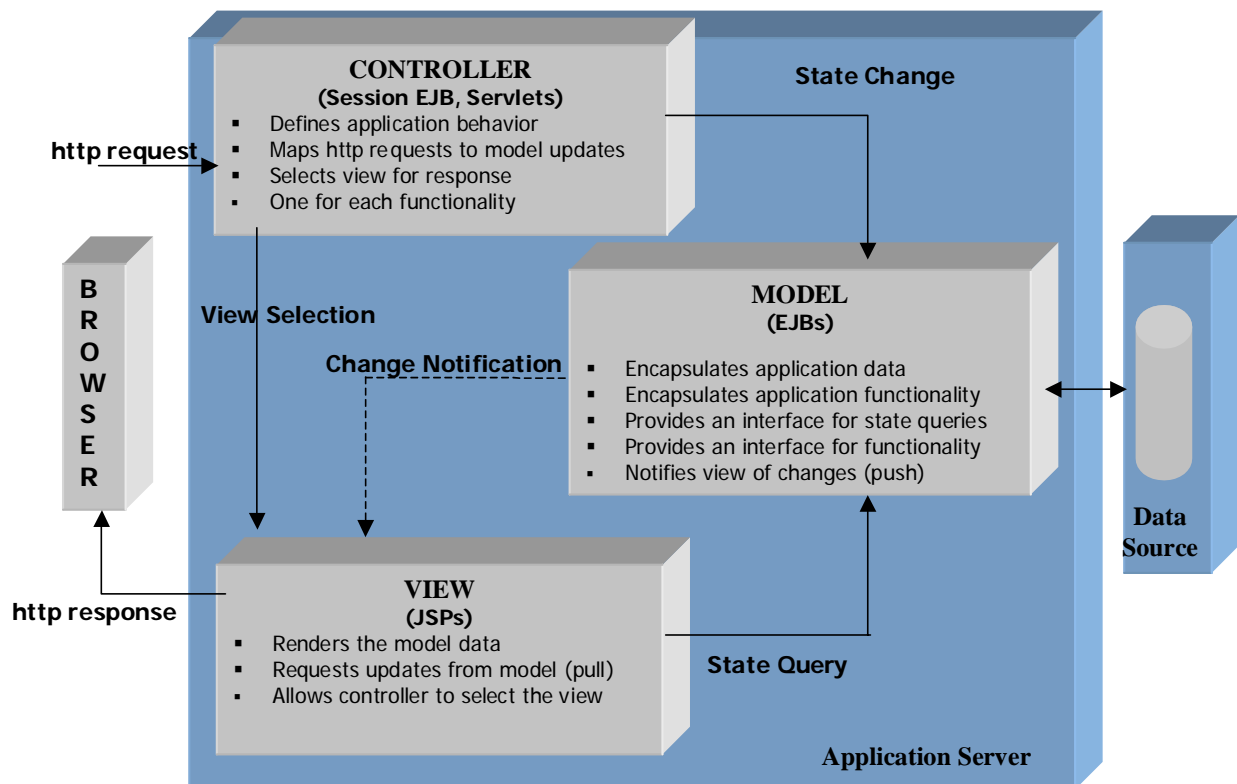 CONTROLLER
(Session EJB, Servlets)
▪ Defines application behavior
▪ Maps http requests to model updates
▪ Selects view for response
▪ One for each functionality
State Change
http request
B
R
O
W
S
E
R
View Selection
MODEL
(EJBs)
▪ Encapsulates application data
▪ Encapsulates application functionality
▪ Provides an interface for state queries
▪ Provides an interface for functionality
▪ Notifies view of changes (push)
Change Notification
Data
Source
http response
VIEW
(JSPs)
▪ Renders the model data
▪ Requests updates from model (pull)
▪ Allows controller to select the view
State Query
Application Server